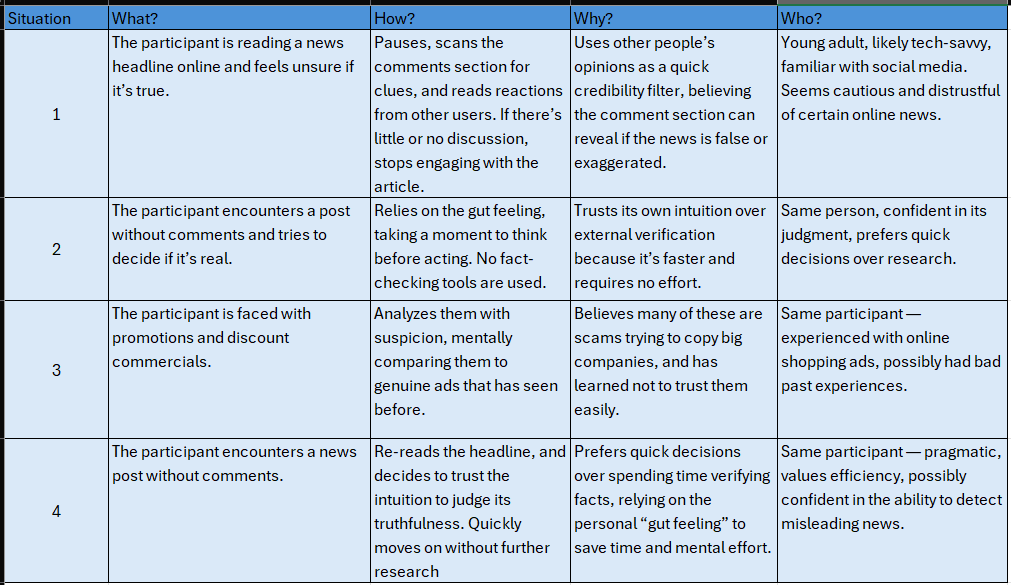 Situation What? How? Why? Who?
1
The participant is reading a news
headline online and feels unsure if
it's true.
Pauses, scans the
comments section for
clues, and reads reactions
from other users. If there's
little or no discussion,
stops engaging with the
article.
Uses other people's
opinions as a quick
credibility filter, believing
the comment section can
reveal if the news is false or
exaggerated.
Young adult, likely tech-savvy,
familiar with social media.
Seems cautious and distrustful
of certain online news.
2
The participant encounters a post
without comments and tries to
decide if it's real.
Relies on the gut feeling,
taking a moment to think
before acting. No fact-
checking tools are used.
Trusts its own intuition over
external verification
because it's faster and
requires no effort.
Same person, confident in its
judgment, prefers quick
decisions over research.
3
The participant is faced with
promotions and discount
commercials.
Analyzes them with
suspicion, mentally
comparing them to
genuine ads that has seen
before.
Believes many of these are
scams trying to copy big
companies, and has
learned not to trust them
easily.
Same participant —
experienced with online
shopping ads, possibly had bad
past experiences.
4
The participant encounters a news
post without comments.
Re-reads the headline, and
decides to trust the
intuition to judge its
truthfulness. Quickly
moves on without further
research
Prefers quick decisions
over spending time verifying
facts, relying on the
personal “gut feeling” to
save time and mental effort.
Same participant — pragmatic,
values efficiency, possibly
confident in the ability to detect
misleading news.